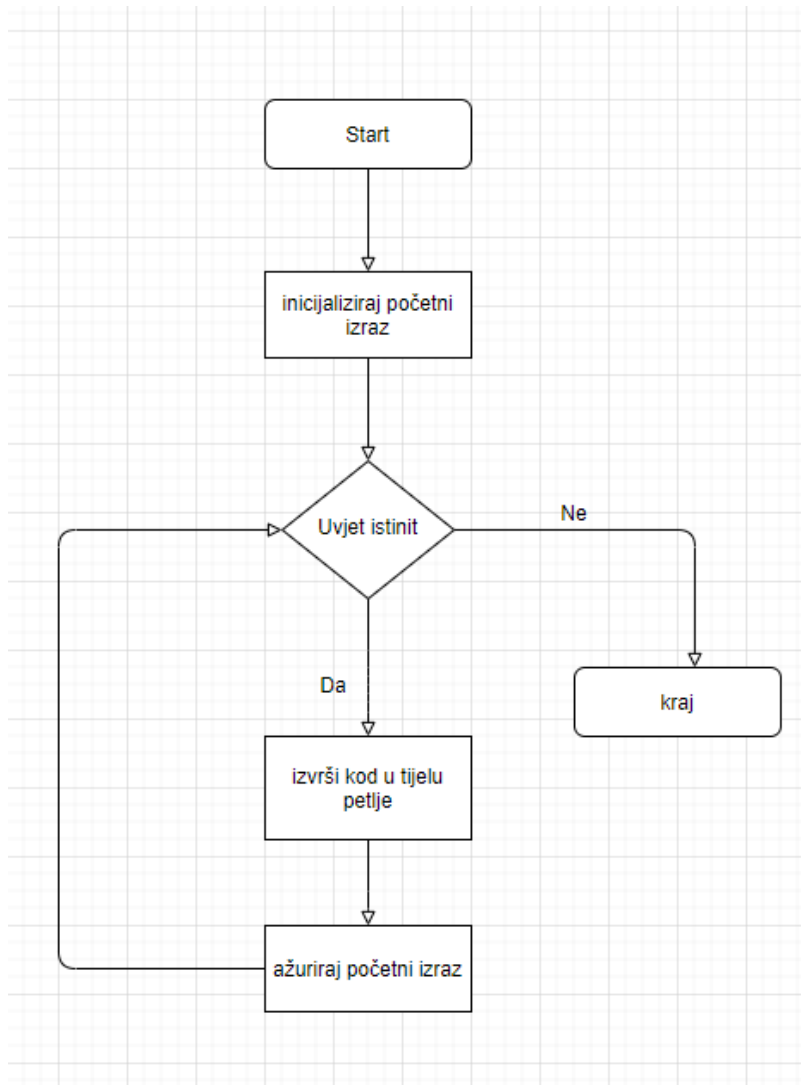 Start
inicijaliziraj početni
izraz
Uvjet istinit
Ne
Da
kraj
izvrši kod u tijelu
petlje
ažuriraj početni izraz